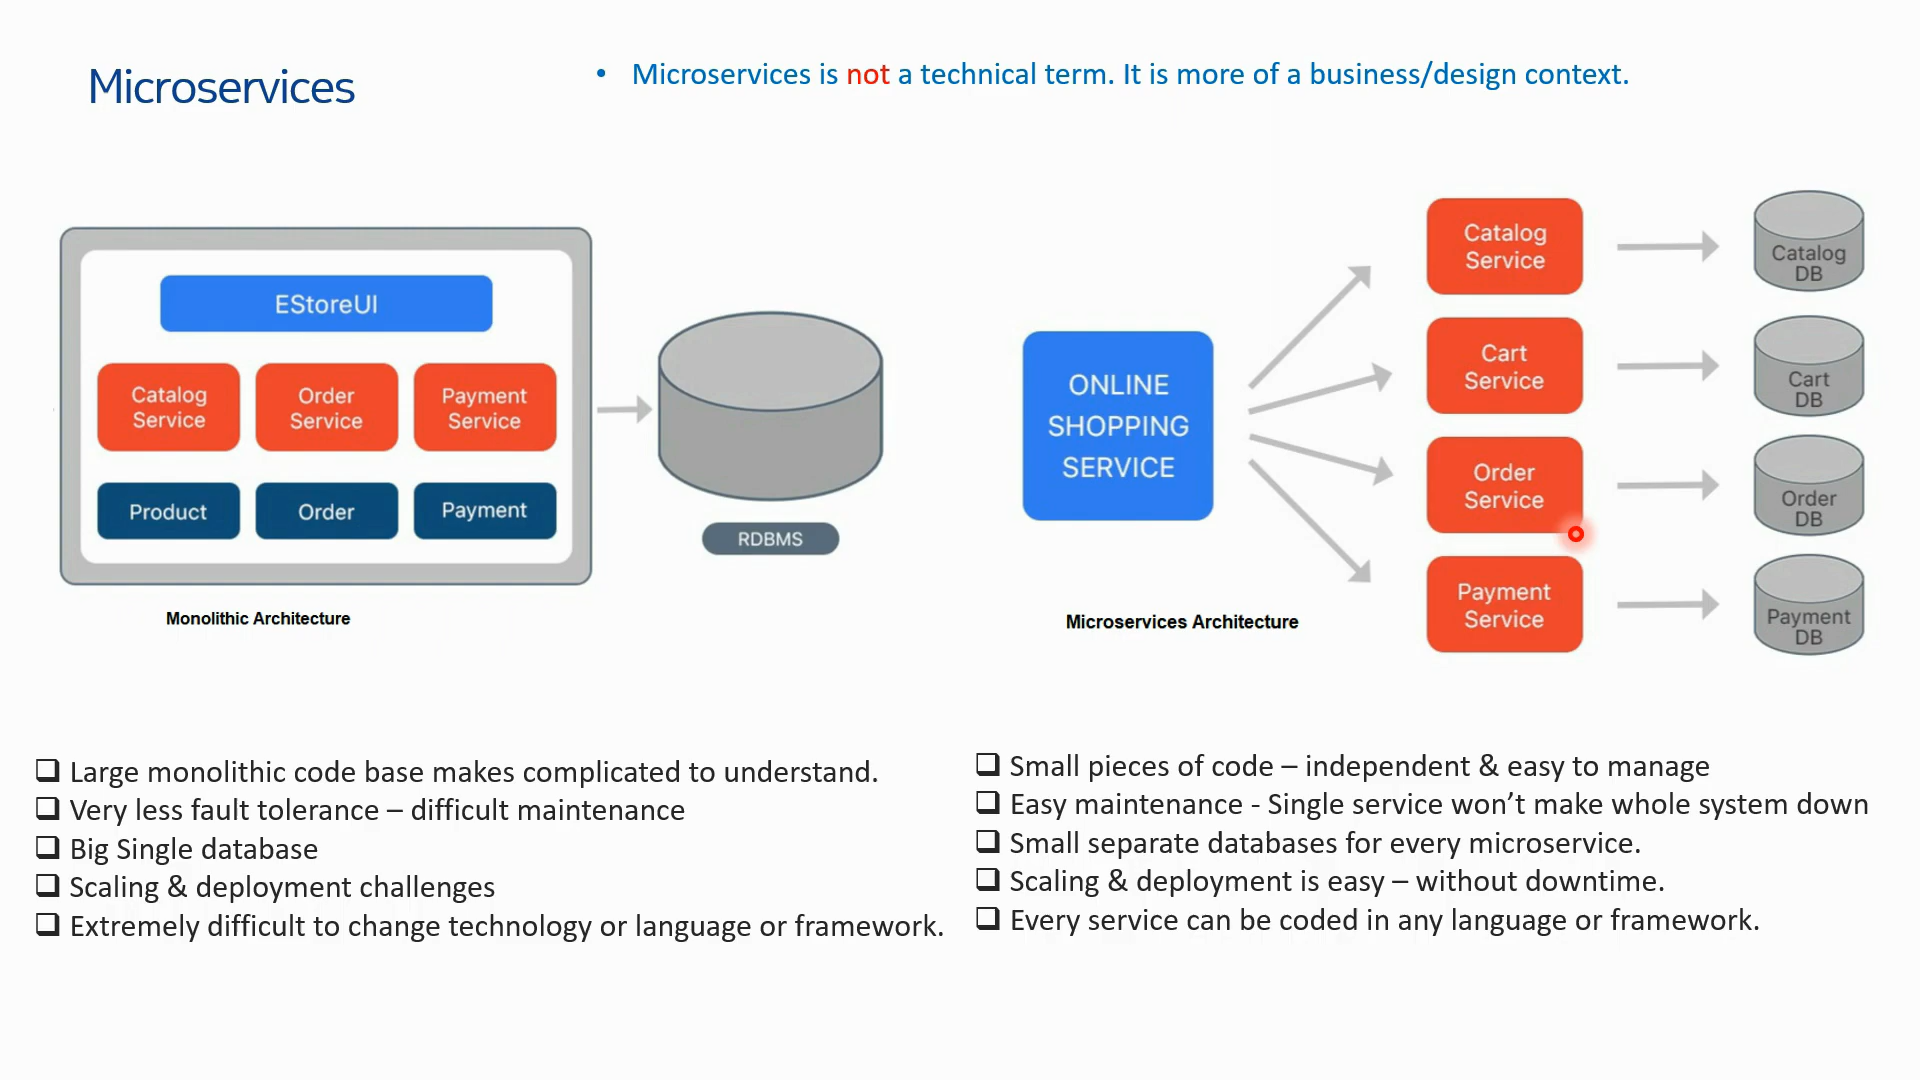 Microservices
• Microservices is not a technical term. It is more of a business/design context.
EStoreUI
Catalog
Service
Order
Service
Payment
Service
Product
Order
Payment
RDBMS
Monolithic Architecture
ONLINE
SHOPPING
SERVICE
Catalog
Service
Cart
Service
Order
Service
Payment
Service
Catalog
DB
Cart
DB
Order
DB
Payment
DB
Microservices Architecture
❑ Large monolithic code base makes complicated to understand.
❑ Very less fault tolerance – difficult maintenance
❑ Big Single database
❑ Scaling & deployment challenges
❑ Extremely difficult to change technology or language or framework.
❑ Small pieces of code – independent & easy to manage
❑ Easy maintenance - Single service won’t make whole system down
❑ Small separate databases for every microservice.
❑ Scaling & deployment is easy – without downtime.
❑ Every service can be coded in any language or framework.